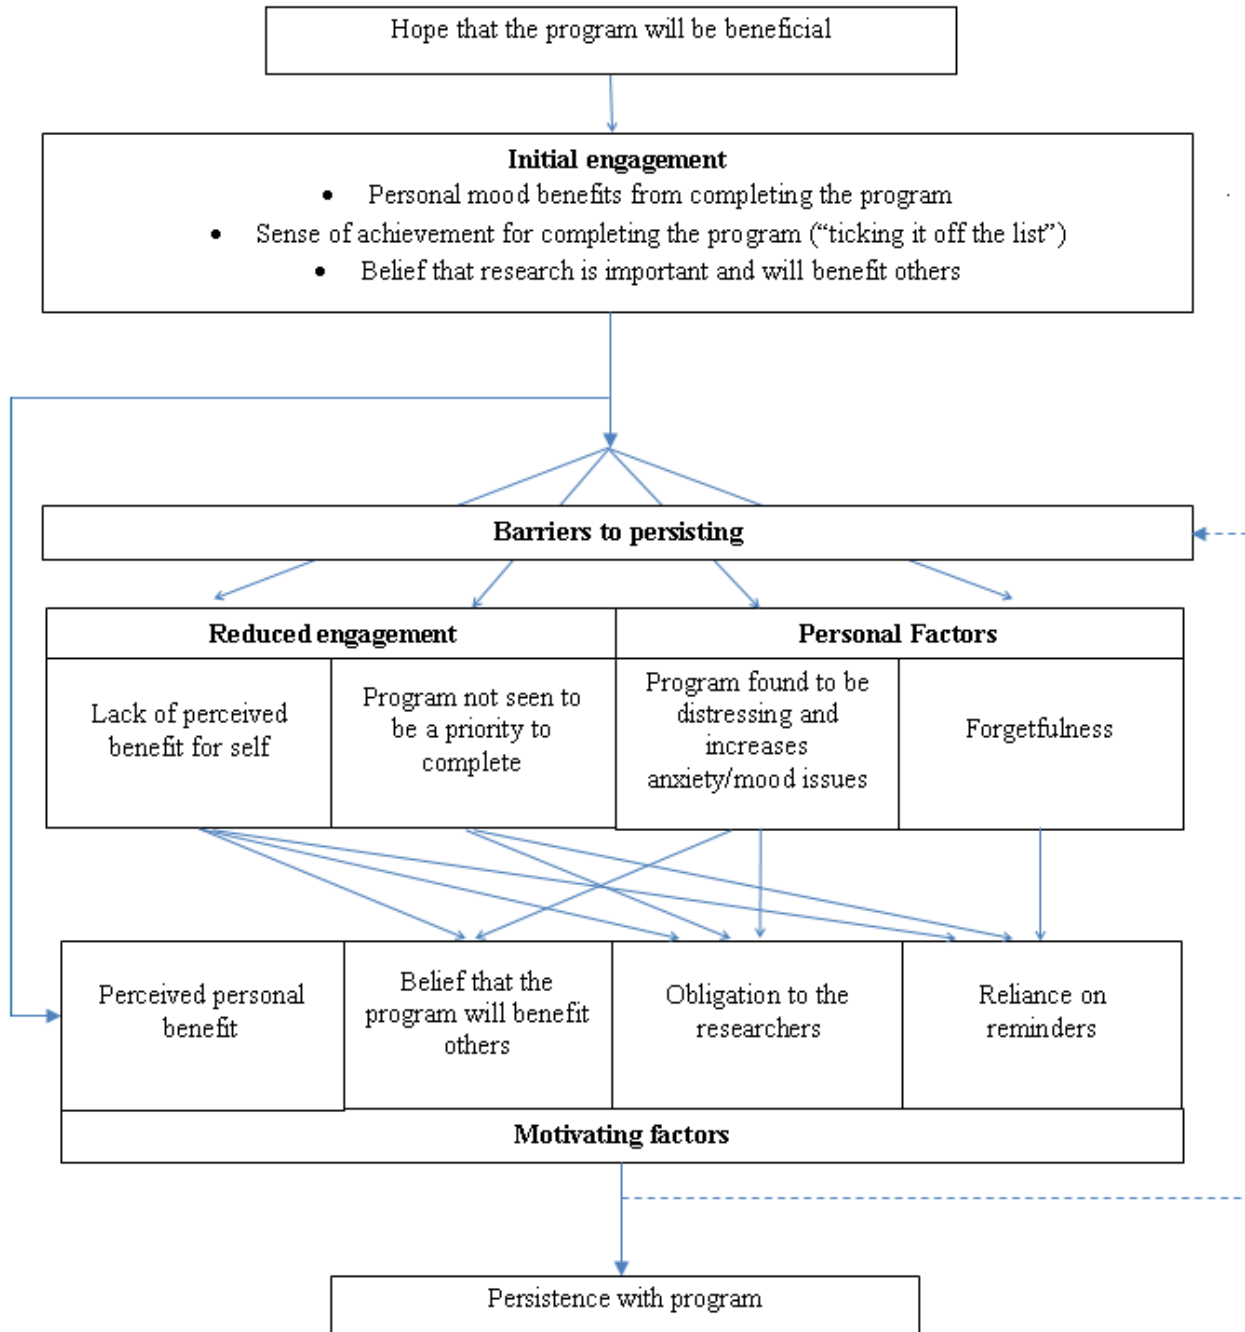 Hope that the program will be beneficial
Initial engagement
• Personal mood benefits from completing the program
• Sense of achievement for completing the program (“ticking it off the list”)
• Belief that research is important and will benefit others
Barriers to persisting
Reduced engagement
Personal Factors
Lack of perceived
benefit for self
Program not seen to
be a priority to
complete
Program found to be
distressing and
increases
anxiety/mood issues
Forgetfulness
Perceived personal
benefit
Belief that the
program will benefit
others
Obligation to the
researchers
Reliance on
reminders
Motivating factors
Persistence with program